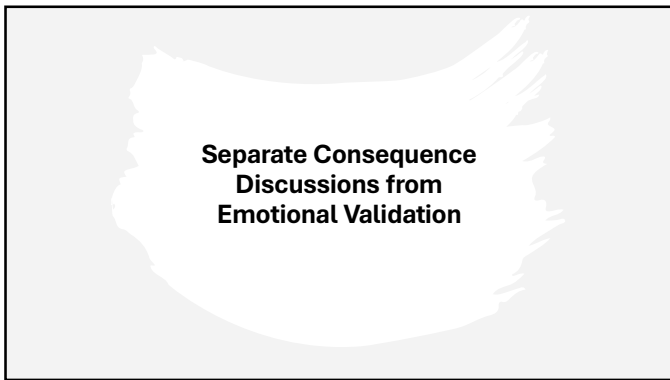 Separate Consequence
Discussions from
Emotional Validation